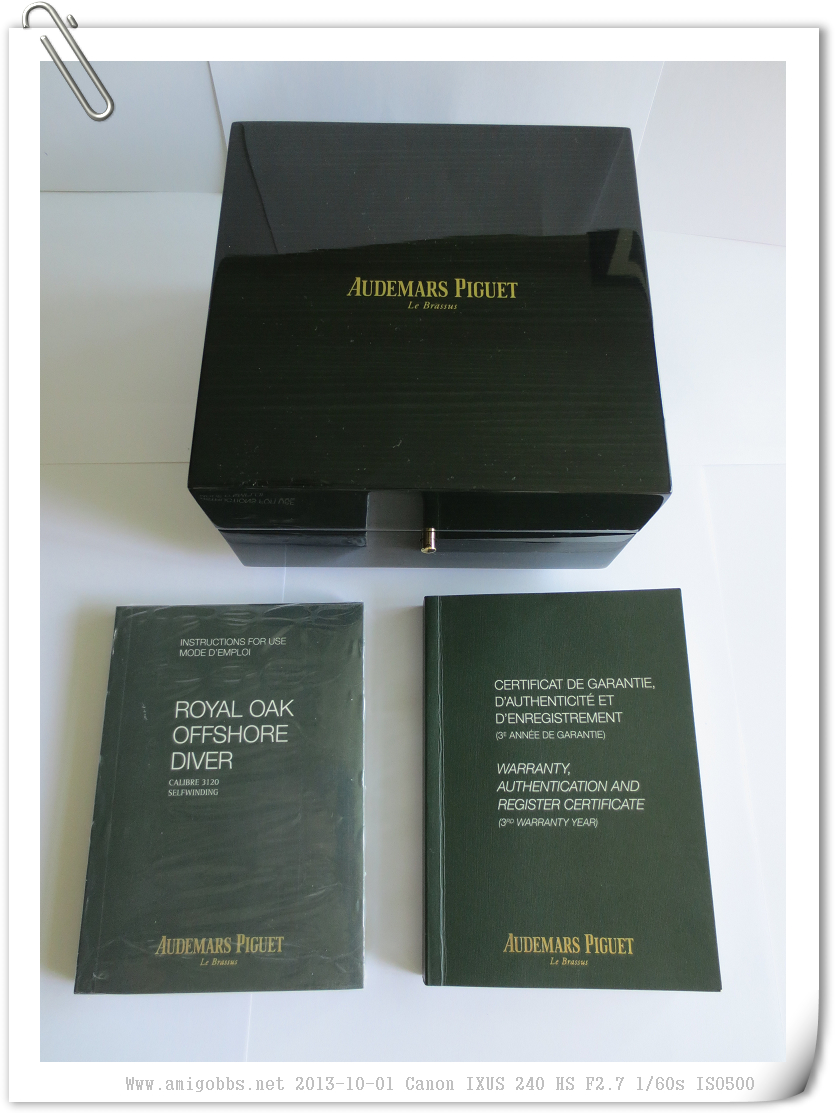 AUDEMARS PIGUET
Le Brassus
INSTRUCTIONS FOR USE
MODE D'EMPLOI
ROYAL OAK
OFFSHORE
DIVER
CALIBRE 3120
SELFWINDING
AUDEMARS PIGUET
Le Brassus
CERTIFICAT DE GARANTIE,
D'AUTHENTICITÉ ET
D'ENREGISTREMENT
(3E ANNÉE DE GARANTIE)
WARRANTY,
AUTHENTICATION AND
REGISTER CERTIFICATE
(3RD WARRANTY YEAR)
AUDEMARS PIGUET
Le Brassus
Www.amigobbs.net 2013-10-01 Canon IXUS 240 HS F2.7 1/60s ISO500